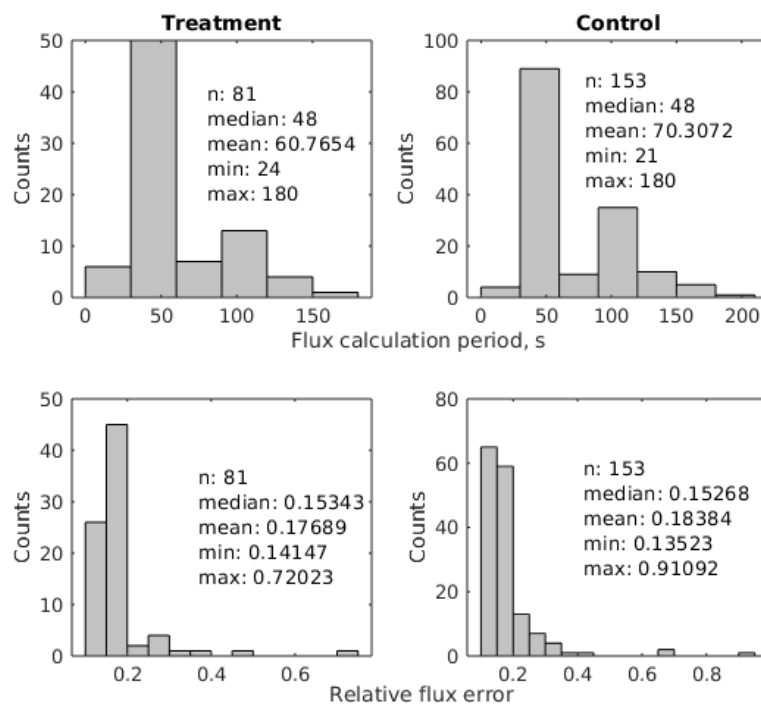 Treatment
Control
50
40
30
20
10
0
Counts
n: 81
median: 48
mean: 60.7654
min: 24
max: 180
0
50
100
150
100
80
60
40
20
0
Counts
n: 153
median: 48
mean: 70.3072
min: 21
max: 180
0
50
100
150
200
Flux calculation period, s
50
40
30
20
10
0
Counts
n: 81
median: 0.15343
mean: 0.17689
min: 0.14147
max: 0.72023
0.2
0.4
0.6
80
60
40
20
0
Counts
n: 153
median: 0.15268
mean: 0.18384
min: 0.13523
max: 0.91092
0.2
0.4
0.6
0.8
Relative flux error